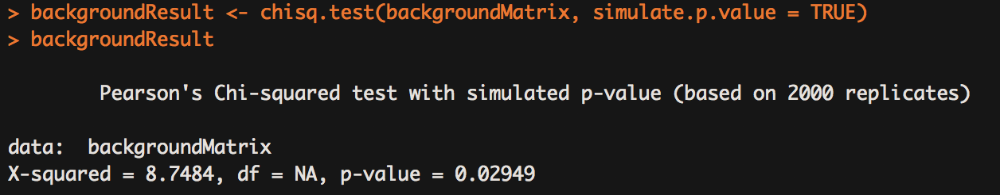 > backgroundResult <- chisq.test(backgroundMatrix, simulate.p.value = TRUE)
> backgroundResult
Pearson's Chi-squared test with simulated p-value (based on 2000 replicates)
data:  backgroundMatrix
X-squared = 8.7484, df = NA, p-value = 0.02949